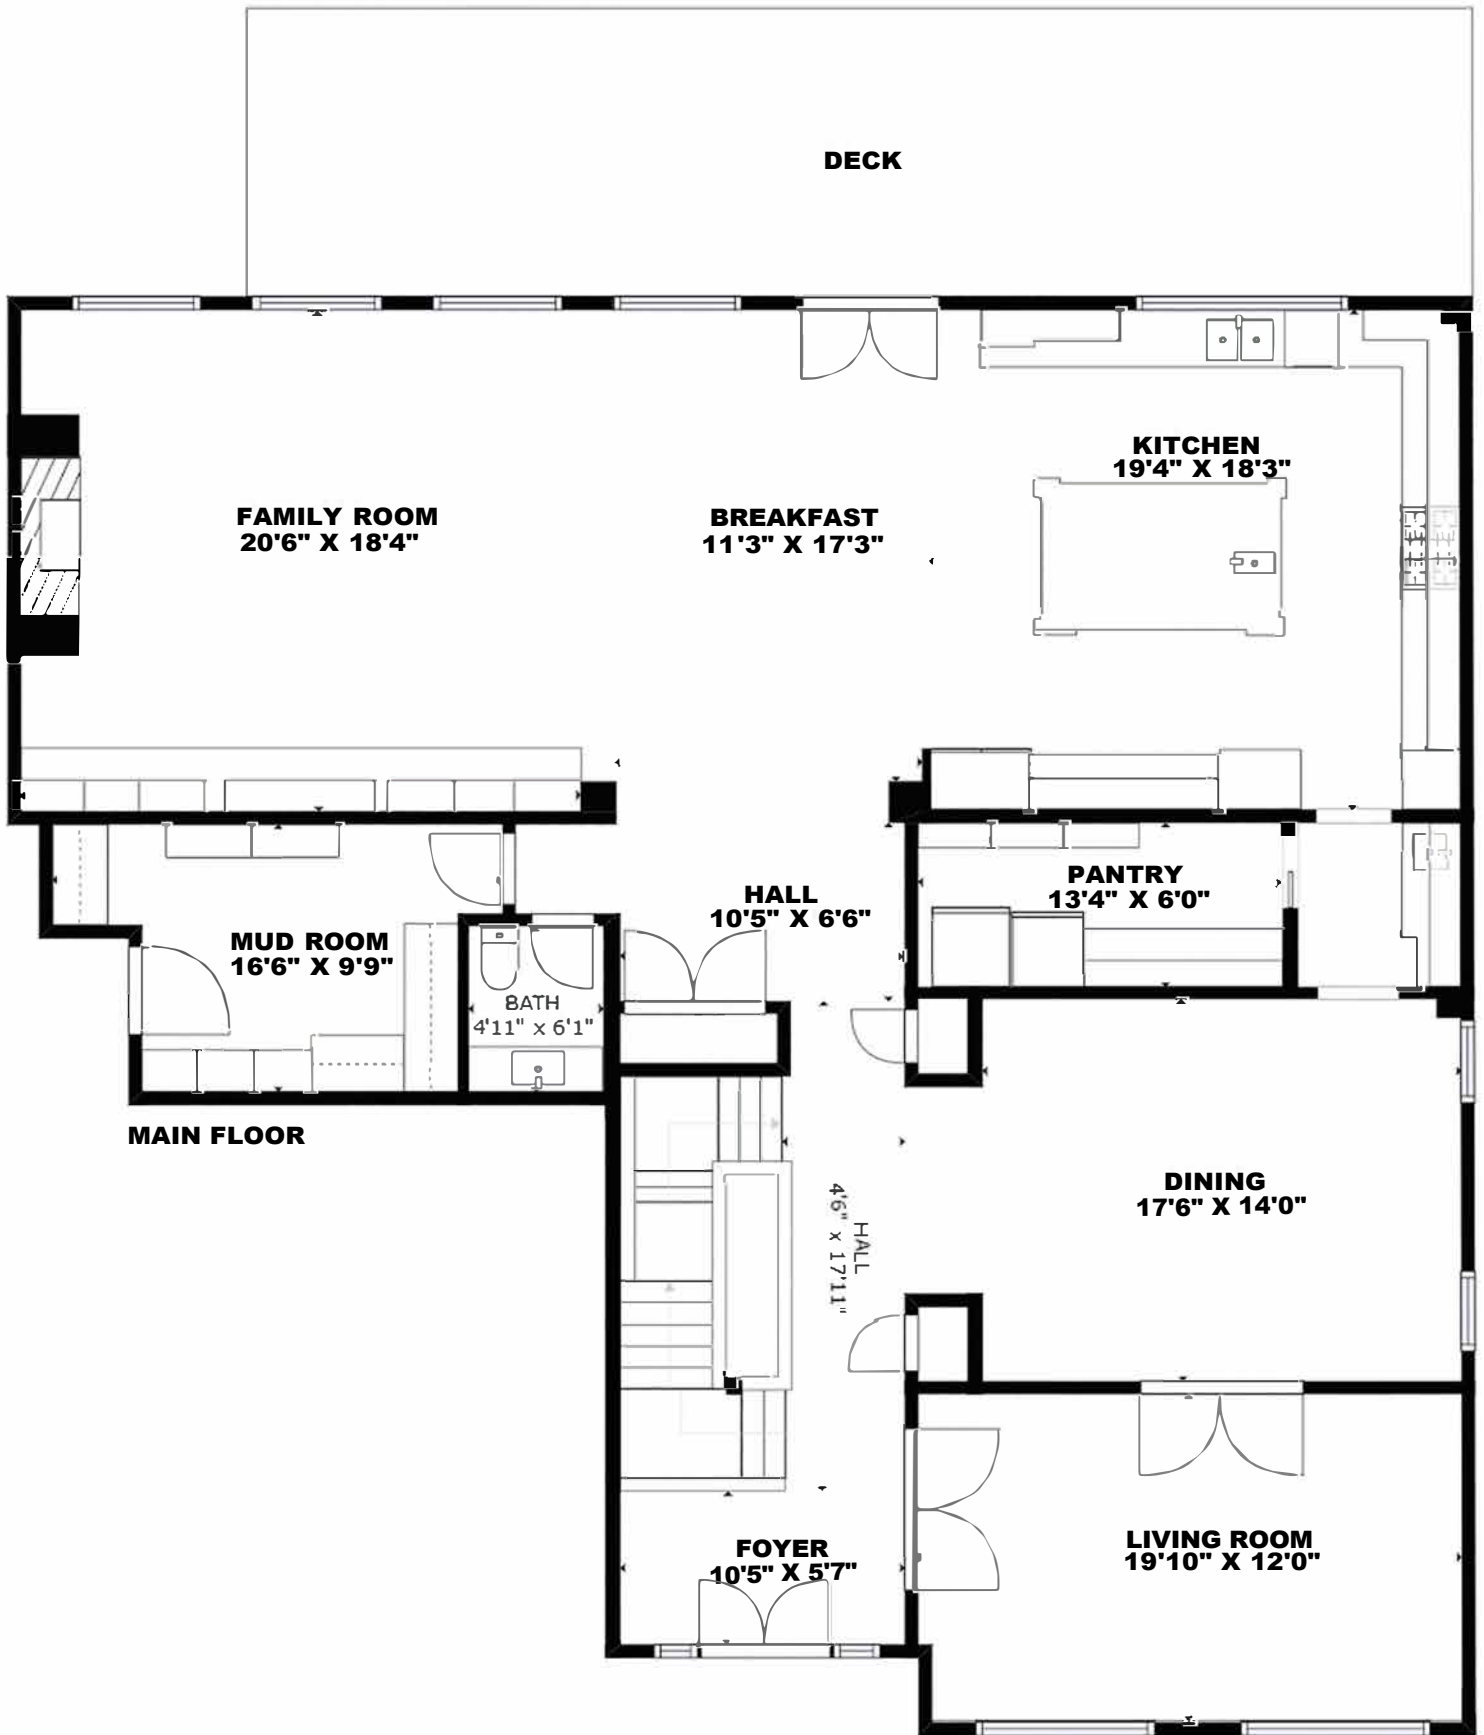 DECK
KITCHEN
19'4" X 18'3"
FAMILY ROOM
20'6" X 18'4"
BREAKFAST
11'3" X 17'3"
PANTRY
13'4" X 6'0"
HALL
10'5" X 6'6"
MUD ROOM
16'6" X 9'9"
BATH
4'11" x 6'1"
MAIN FLOOR
DINING
17'6" X 14'0"
HALL
4'6" x 17'11"
LIVING ROOM
19'10" X 12'0"
FOYER
10'5" X 5'7"